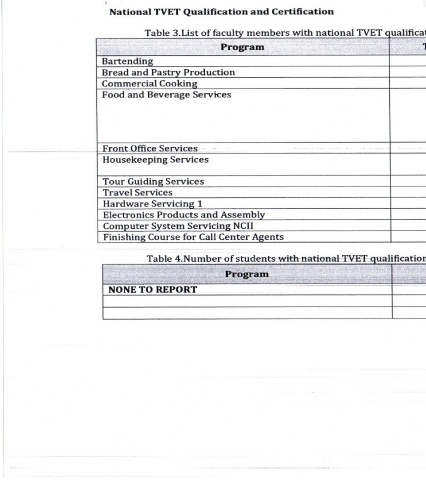 National TVET Qualification and Certification
Table 3.List of faculty members with national TVET
Program
Bartending
Bread and Pastry Production
Commercial Cooking
Food and Beverage Services
Front Office Services
Housekeeping Services
Tour Guiding Services
Travel Services
Hardware Servicing 1
Electronics Products and Assembly
Computer System Servicing NCII
Finishing Course for Call Center Agents
Table 4.Number of students with national TVET qualification
Program
NONE TO REPORT